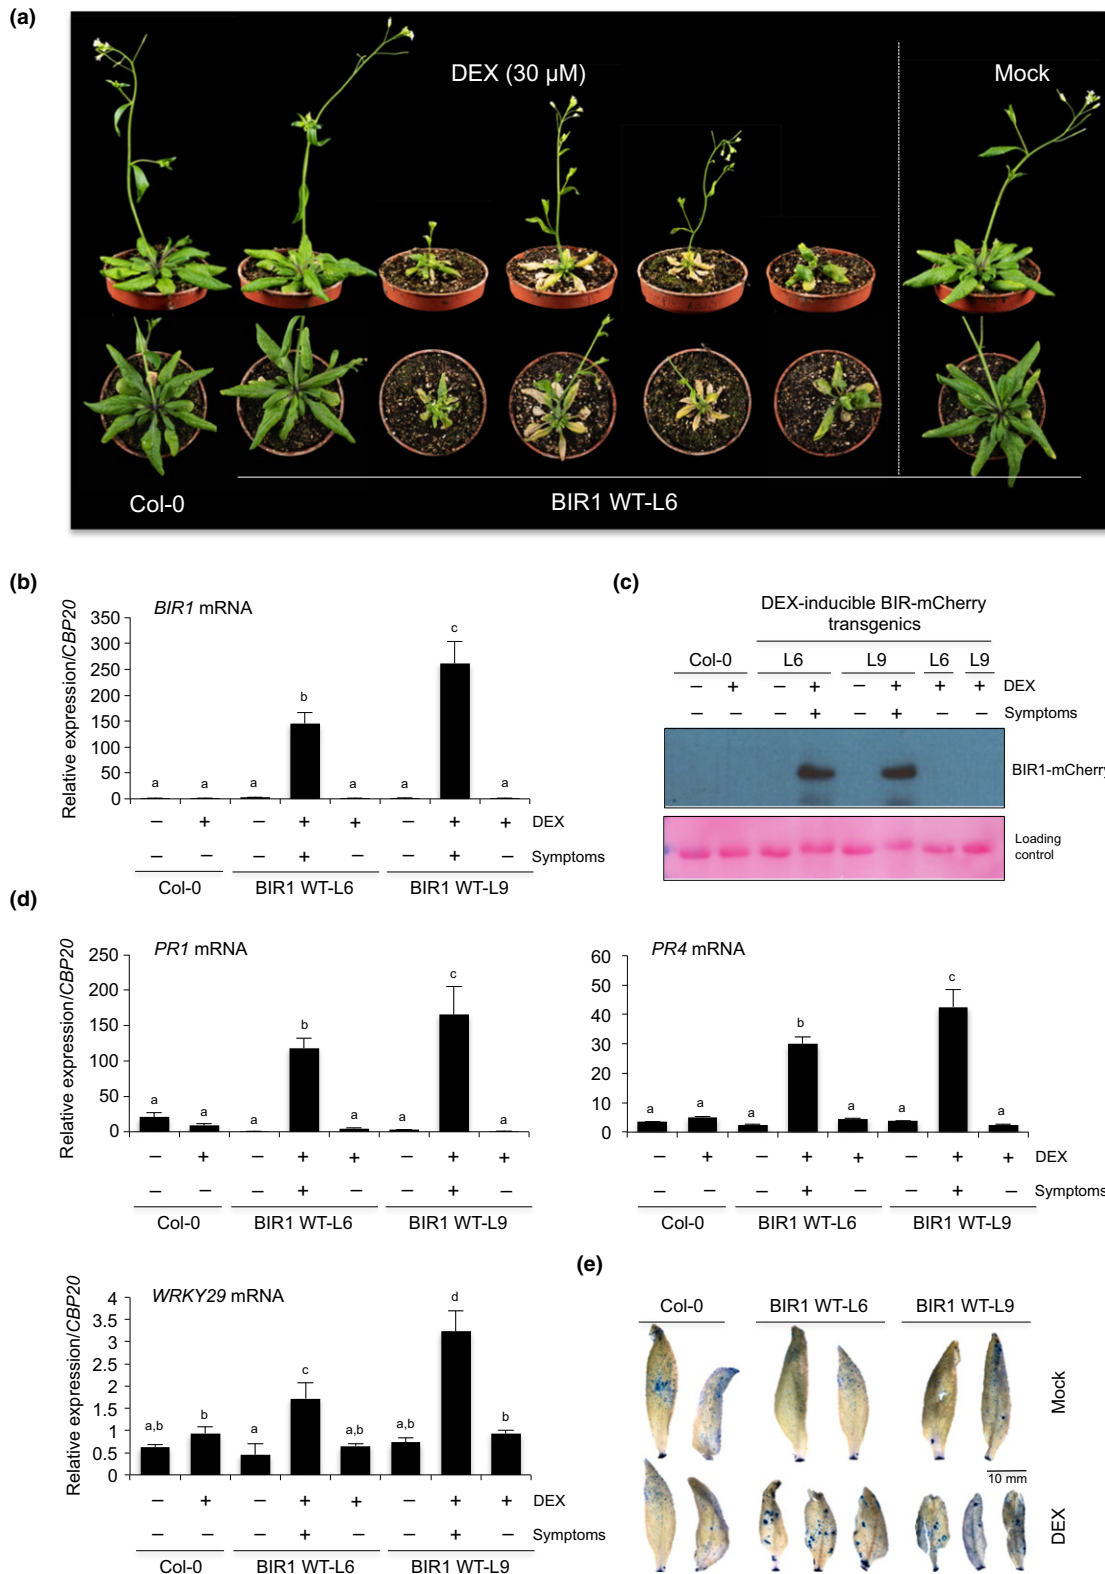 (a)
DEX (30 µM)
Mock
Col-0
BIR1 WT-L6
(b)
BIR1 mRNA
Relative expression/CBP20
350
300
250
200
150
100
50
0
a a a b a a c a
− + − + + − + + DEX
− − − + − − + − Symptoms
Col-0 BIR1 WT-L6 BIR1 WT-L9
(c)
DEX-inducible BIR-mCherry
transgenics
Col-0 L6 L9 L6 L9
− + − + − + + + DEX
− − − + − + − − Symptoms
BIR1-mCherry
Loading
control
(d)
PR1 mRNA
Relative expression/CBP20
250
200
150
100
50
0
a a a b a a c a
− + − + + − + + DEX
− − − + − − + − Symptoms
Col-0 BIR1 WT-L6 BIR1 WT-L9
PR4 mRNA
60
50
40
30
20
10
0
a a a b a a c a
− + − + + − + + DEX
− − − + − − + − Symptoms
Col-0 BIR1 WT-L6 BIR1 WT-L9
WRKY29 mRNA
Relative expression/CBP20
4
3.5
3
2.5
2
1.5
1
0.5
0
a,b b a c a,b a,b d b
− + − + + − + + DEX
− − − + − − + − Symptoms
Col-0 BIR1 WT-L6 BIR1 WT-L9
(e)
Col-0 BIR1 WT-L6 BIR1 WT-L9
Mock
10 mm
DEX